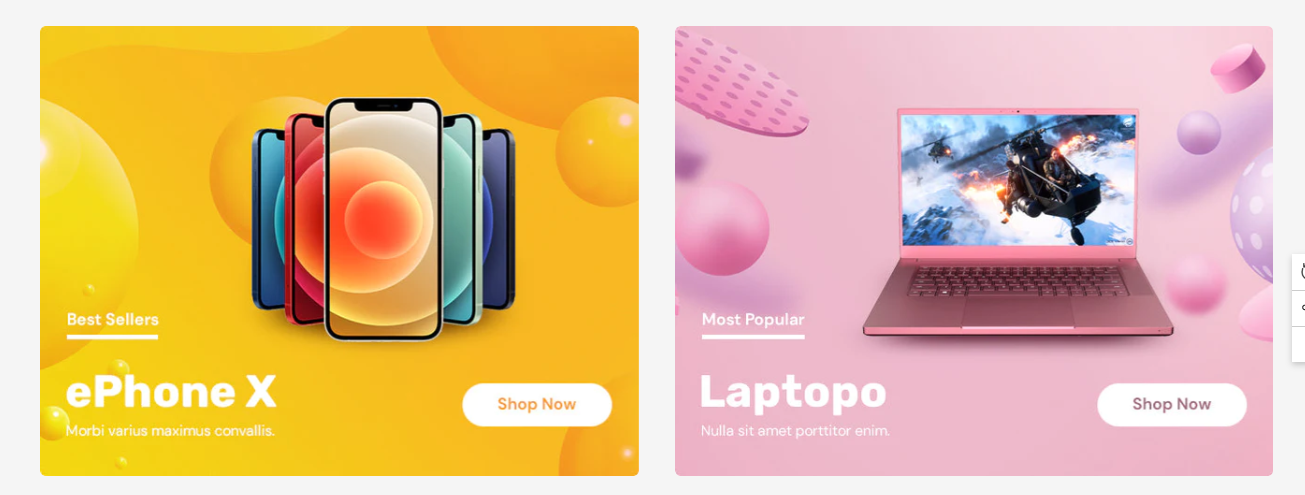 Best Sellers
ePhone X
Morbi varius maximus convallis.
Shop Now
Most Popular
Laptopo
Nulla sit amet porttitor enim.
Shop Now